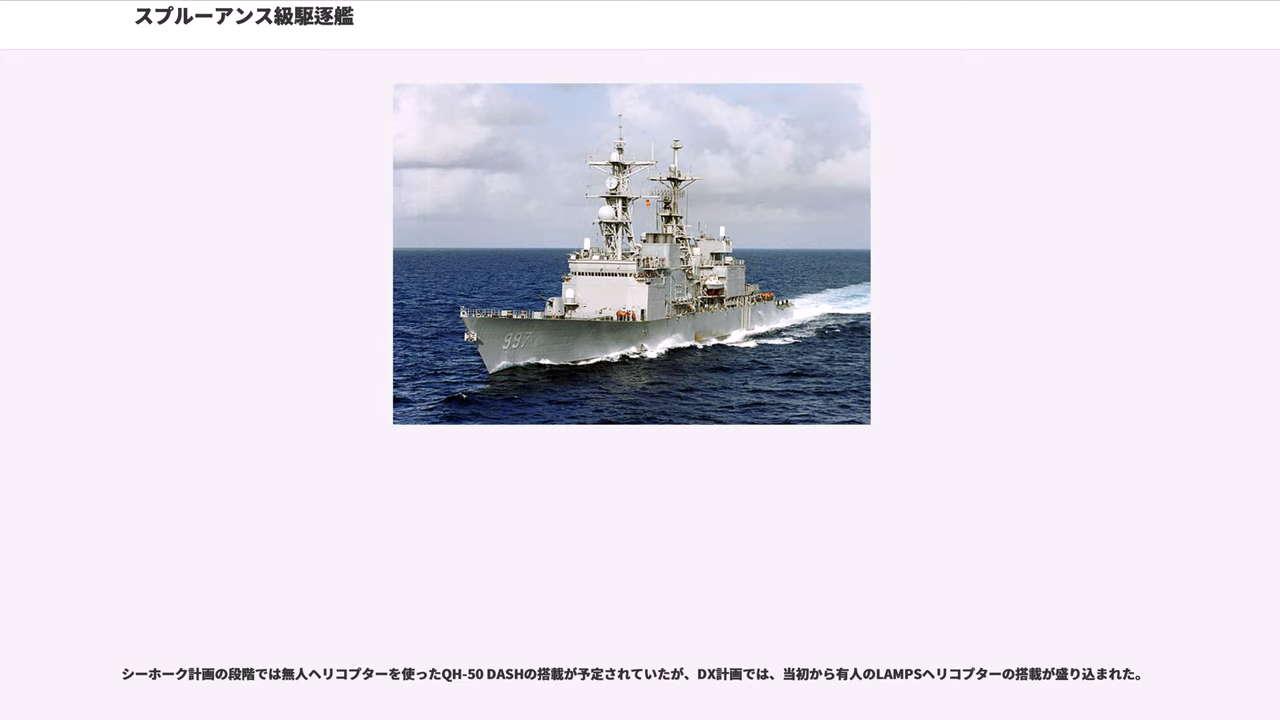 スプルーアンス級駆逐艦
997
シーホーク計画の段階では無人ヘリコプターを使ったQH-50 DASHの搭載が予定されていたが、DX計画では、当初から有人のLAMPSヘリコプターの搭載が盛り込まれた。